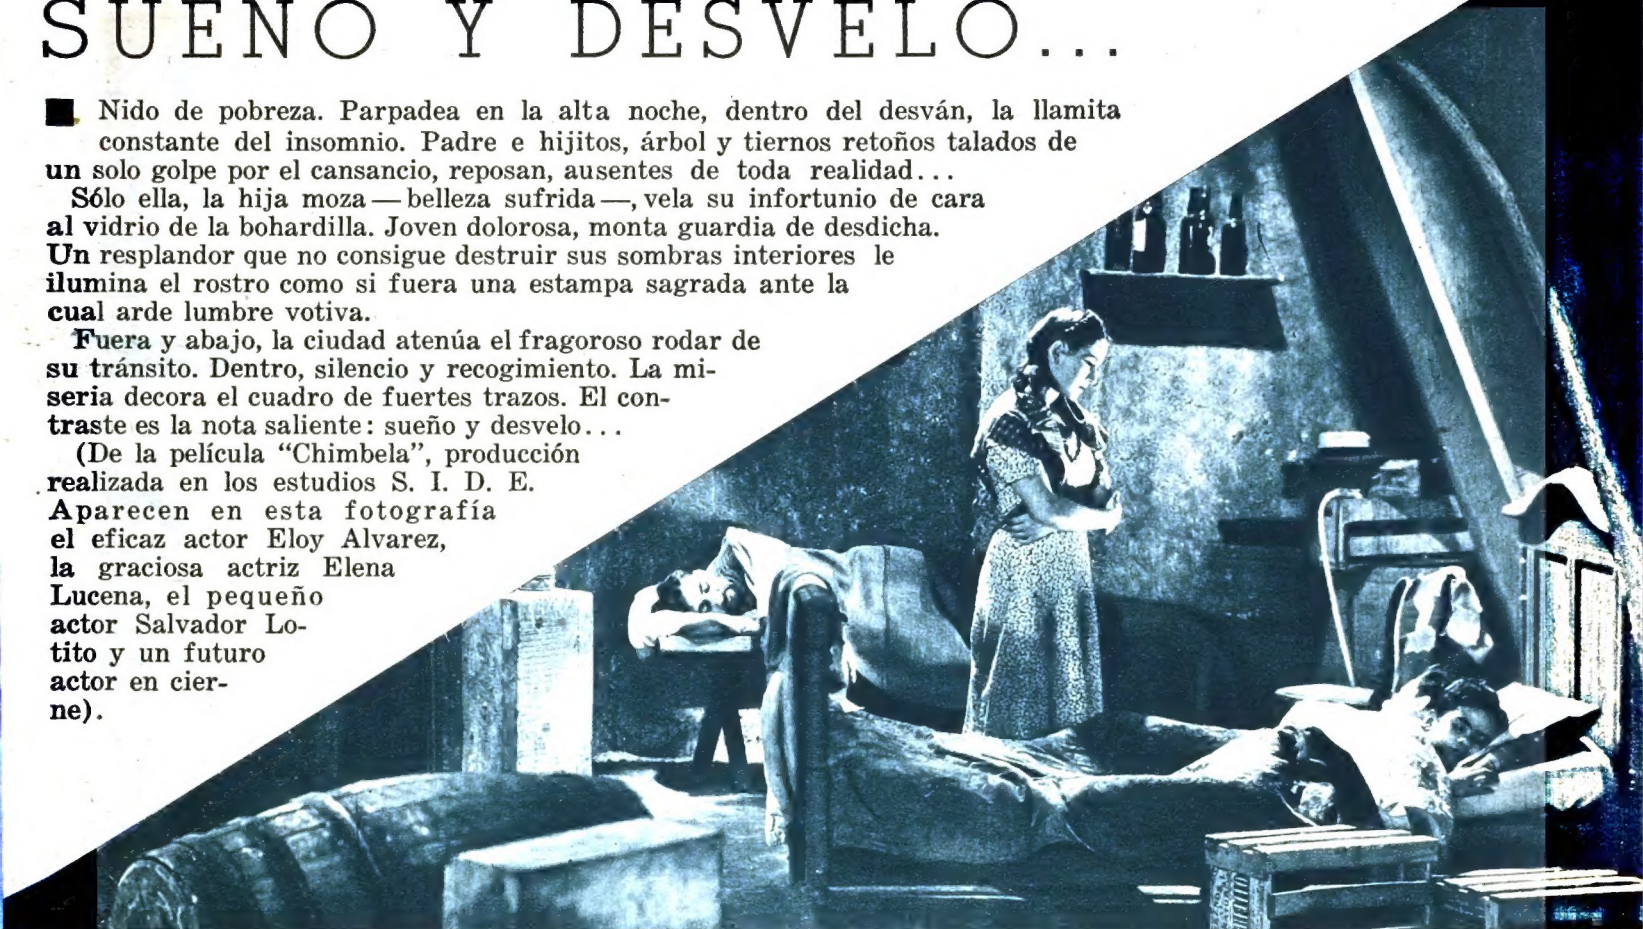 SUEÑO Y DESVELO...
Nido de pobreza. Parpadea en la alta noche, dentro del desván, la llamita
constante del insomnio. Padre e hijitos, árbol y tiernos retoños talados de
un solo golpe por el cansancio, reposan, ausentes de toda realidad...
Sólo ella, la hija moza — belleza sufrida —, vela su infortunio de cara
al vidrio de la bohardilla. Joven dolorosa, monta guardia de desdicha.
Un resplandor que no consigue destruir sus sombras interiores le
ilumina el rostro como si fuera una estampa sagrada ante la
cual arde lumbre votiva.
Fuera y abajo, la ciudad atenúa el fragoroso rodar de
su tránsito. Dentro, silencio y recogimiento. La mi-
seria decora el cuadro de fuertes trazos. El con-
traste es la nota saliente: sueño y desvelo...
(De la película "Chimbela", producción
realizada en los estudios S. I. D. E.
Aparecen en esta fotografía
el eficaz actor Eloy Alvarez,
la graciosa actriz Elena
Lucena, el pequeño
actor Salvador Lo-
tito y un futuro
actor en cier-
ne).